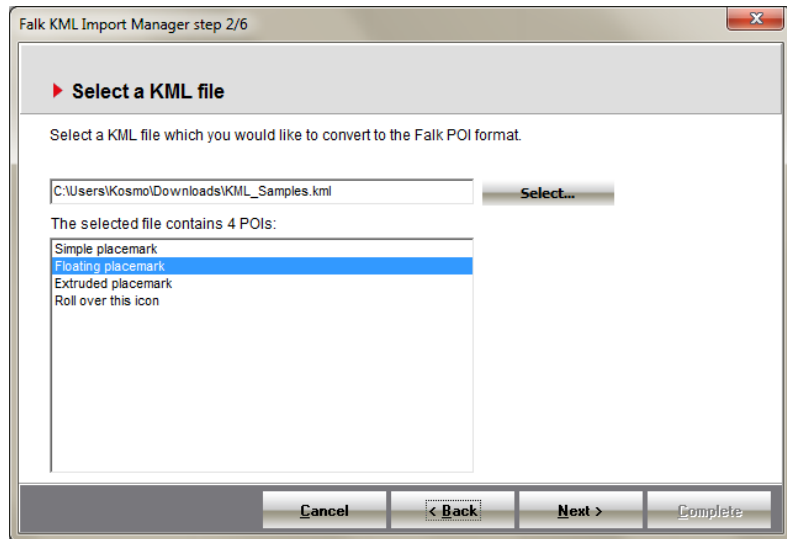 Falk KML Import Manager step 2/6
Select a KML file
Select a KML file which you would like to convert to the Falk POI format.
C:\Users\Kosmo\Downloads\KML_Samples.kml
Select...
The selected file contains 4 POIs:
Simple placemark
Floating placemark
Extruded placemark
Roll over this icon
Cancel
< Back
Next >
Complete